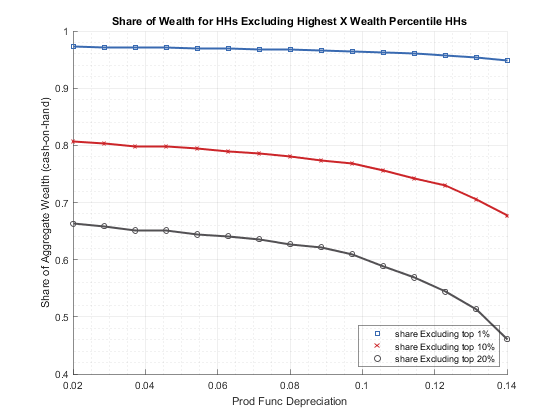 Share of Wealth for HHs Excluding Highest X Wealth Percentile HHs
Share of Aggregate Wealth (cash-on-hand)
1
0.9
0.8
0.7
0.6
0.5
0.4
0.02
0.04
0.06
0.08
0.1
0.12
0.14
Prod Func Depreciation
share Excluding top 1%
share Excluding top 10%
share Excluding top 20%